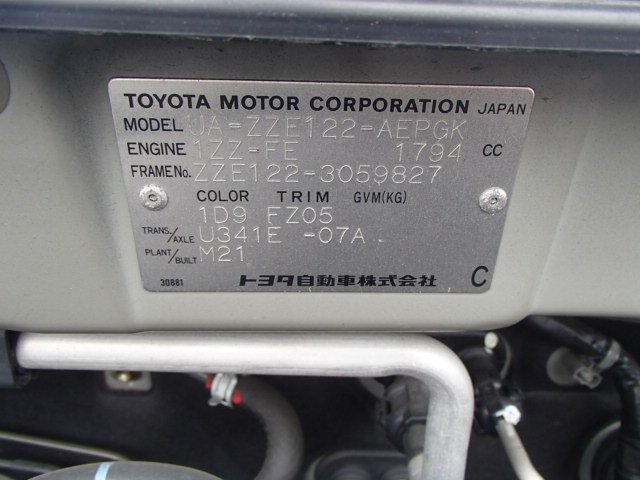 TOYOTA MOTOR CORPORATION JAPAN
MODEL UA-ZZE122-AEPGK
ENGINE 1ZZ-FE 1794 CC
FRAME No. ZZE122-3059827
COLOR TRIM GVM(KG)
1D9 FZ05
TRANS./AXLE U341E -07A
PLANT/BUILT M21
30881 トヨタ自動車株式会社 C